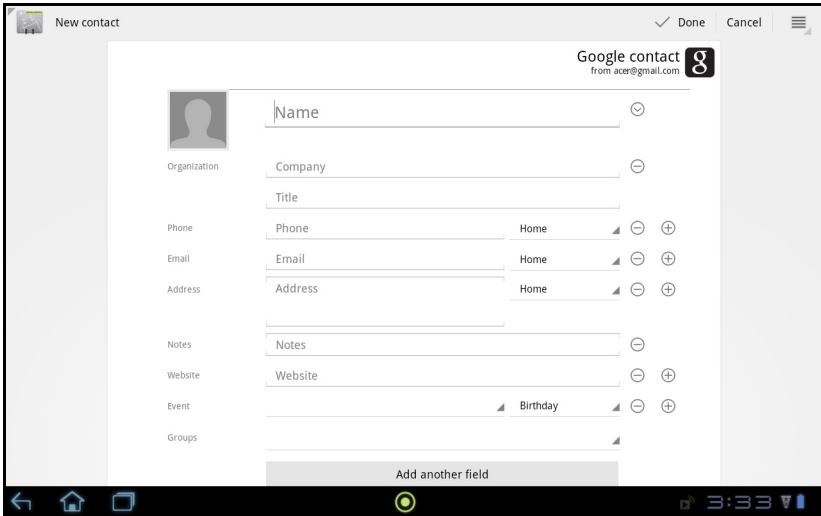 New contact Done Cancel
Google contact
from acer@gmail.com
g
Name
Organization Company
Title
Phone Phone Home
Email Email Home
Address Address Home
Notes Notes
Website Website
Event Birthday
Groups
Add another field
3:33